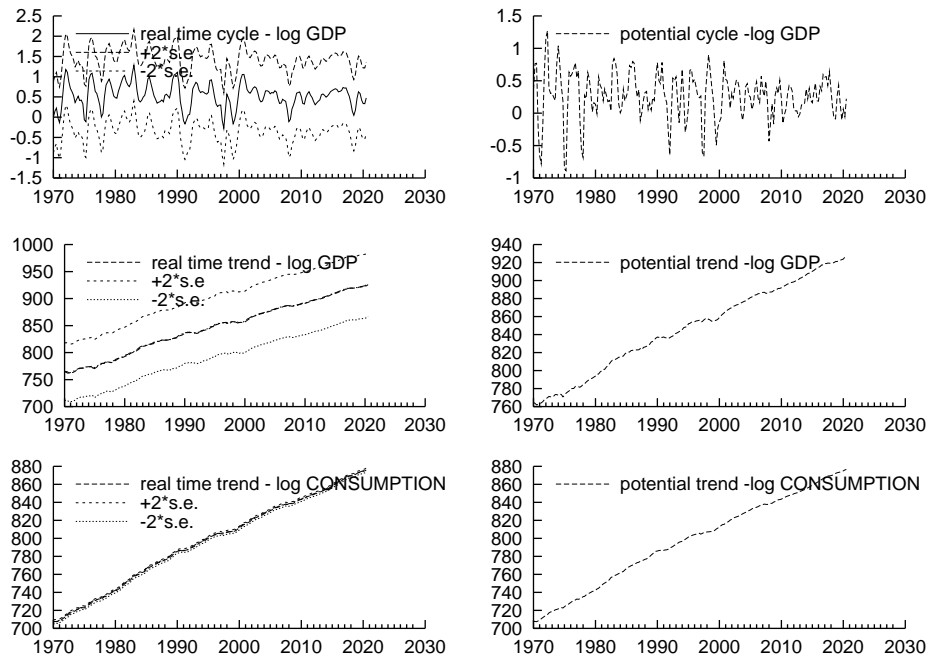 2.5
2
1.5
1
0.5
0
-0.5
-1
-1.5
1970 1980 1990 2000 2010 2020 2030
real time cycle - log GDP
+2*s.e.
-2*s.e.
1.5
1
0.5
0
-0.5
-1
1970 1980 1990 2000 2010 2020 2030
potential cycle -log GDP
1000
950
900
850
800
750
700
1970 1980 1990 2000 2010 2020 2030
real time trend - log GDP
+2*s.e
-2*s.e.
940
920
900
880
860
840
820
800
780
760
1970 1980 1990 2000 2010 2020 2030
potential trend -log GDP
880
860
840
820
800
780
760
740
720
700
1970 1980 1990 2000 2010 2020 2030
real time trend - log CONSUMPTION
+2*s.e.
-2*s.e.
880
860
840
820
800
780
760
740
720
700
1970 1980 1990 2000 2010 2020 2030
potential trend -log CONSUMPTION